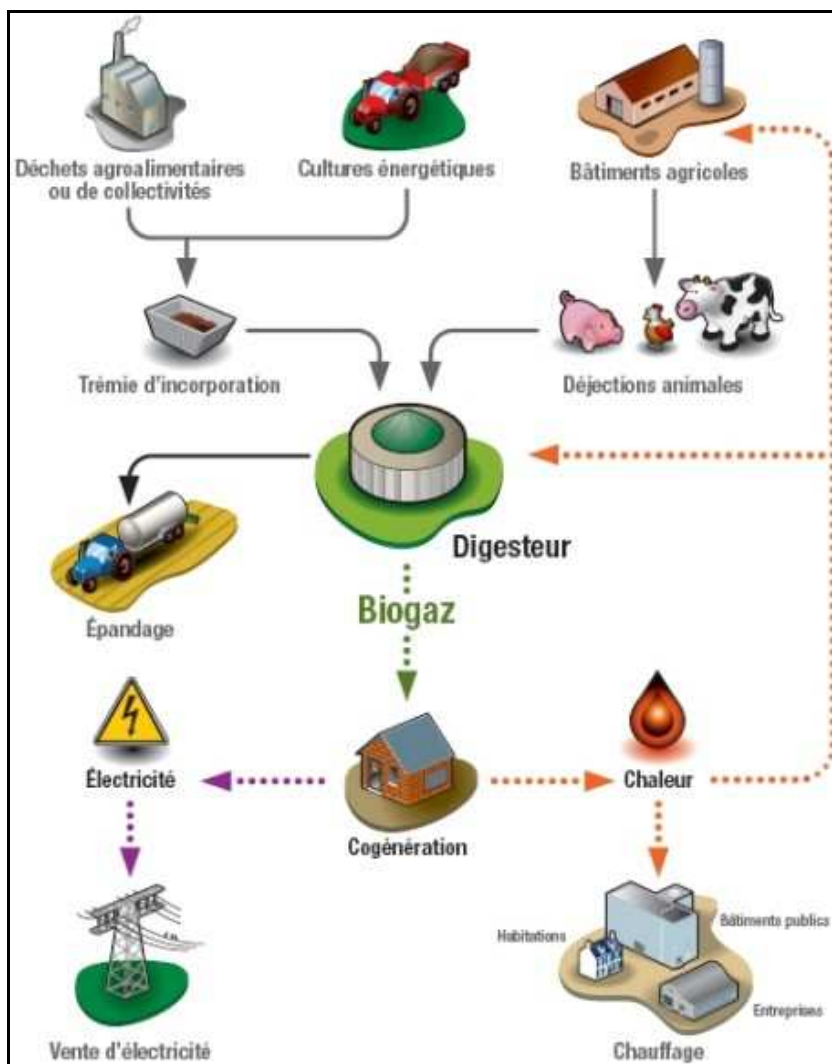 Déchets agroalimentaires
ou de collectivités
Cultures énergétiques
Bâtiments agricoles
Trémie d'incorporation
Déjections animales
Digesteur
Épandage
Biogaz
Électricité
Cogénération
Chaleur
Habitations
Bâtiments publics
Entreprises
Vente d'électricité
Chauffage